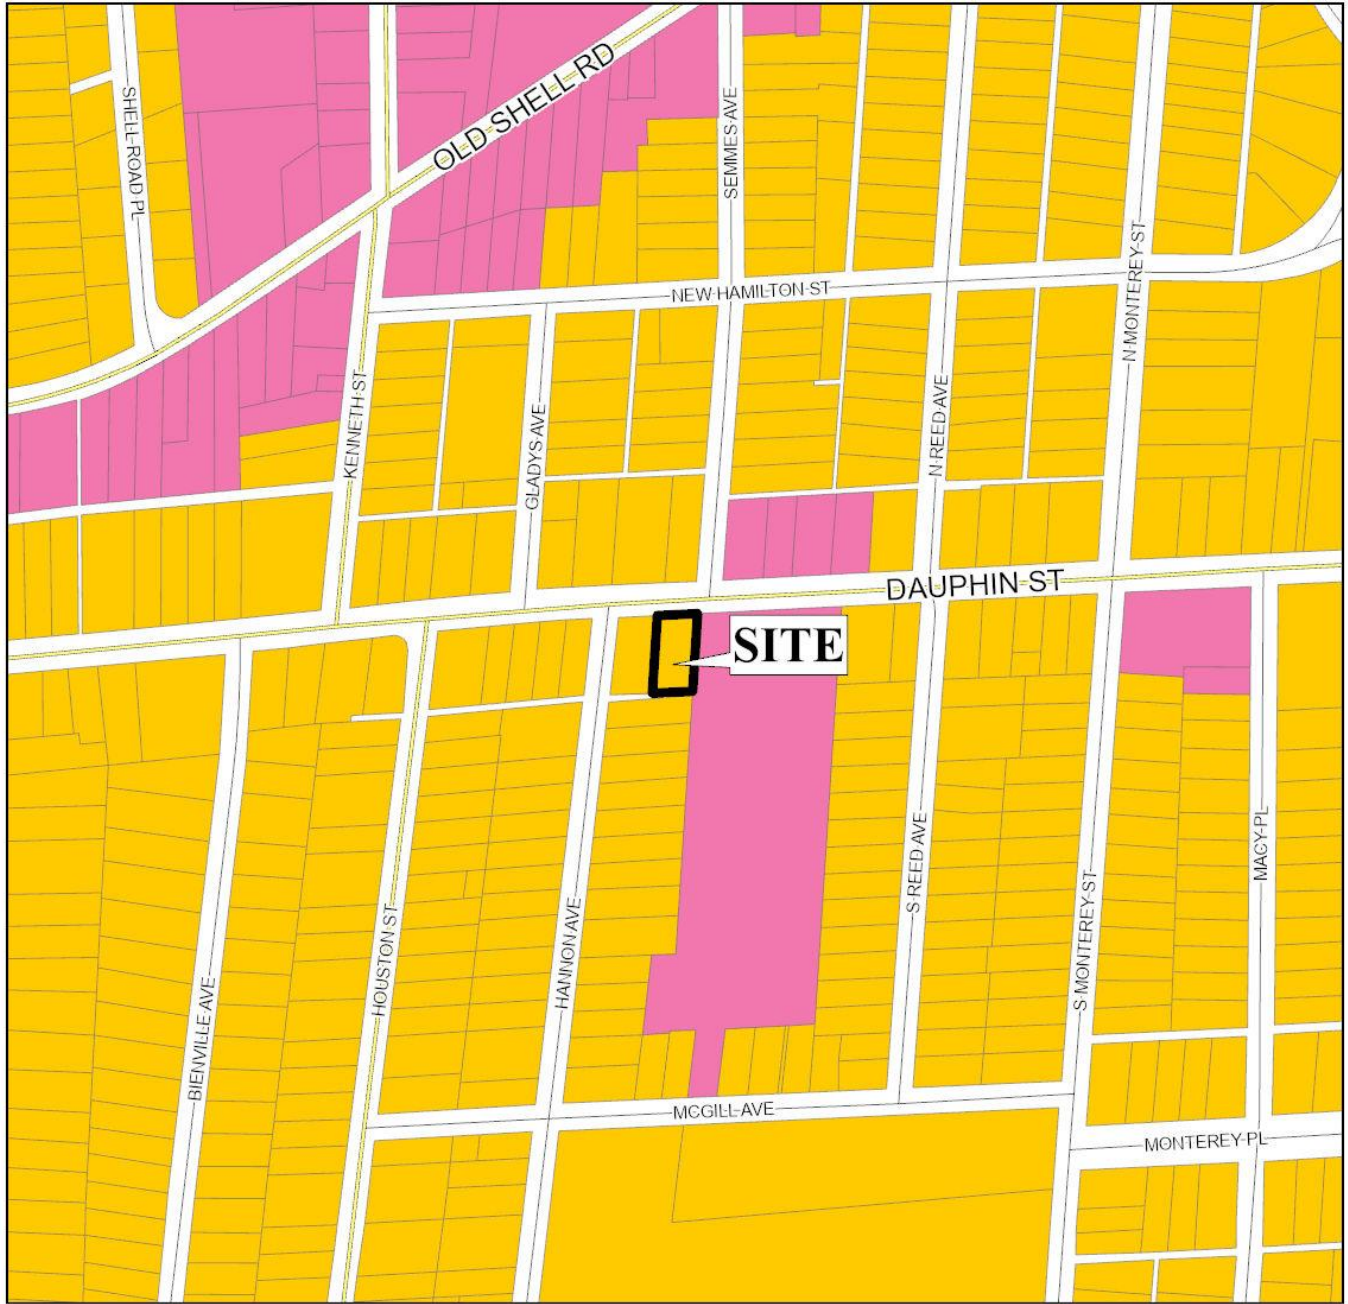 OLD SHELL RD
SHELL ROAD PL
SEMMES AVE
N MONTEREY ST
NEW HAMILTON ST
KENNETH ST
GLADYS AVE
N REED AVE
DAUPHIN ST
SITE
MACY PL
S REED AVE
S MONTEREY ST
HANNON AVE
HOUSTON ST
BIENVILLE AVE
MCGILL AVE
MONTEREY PL